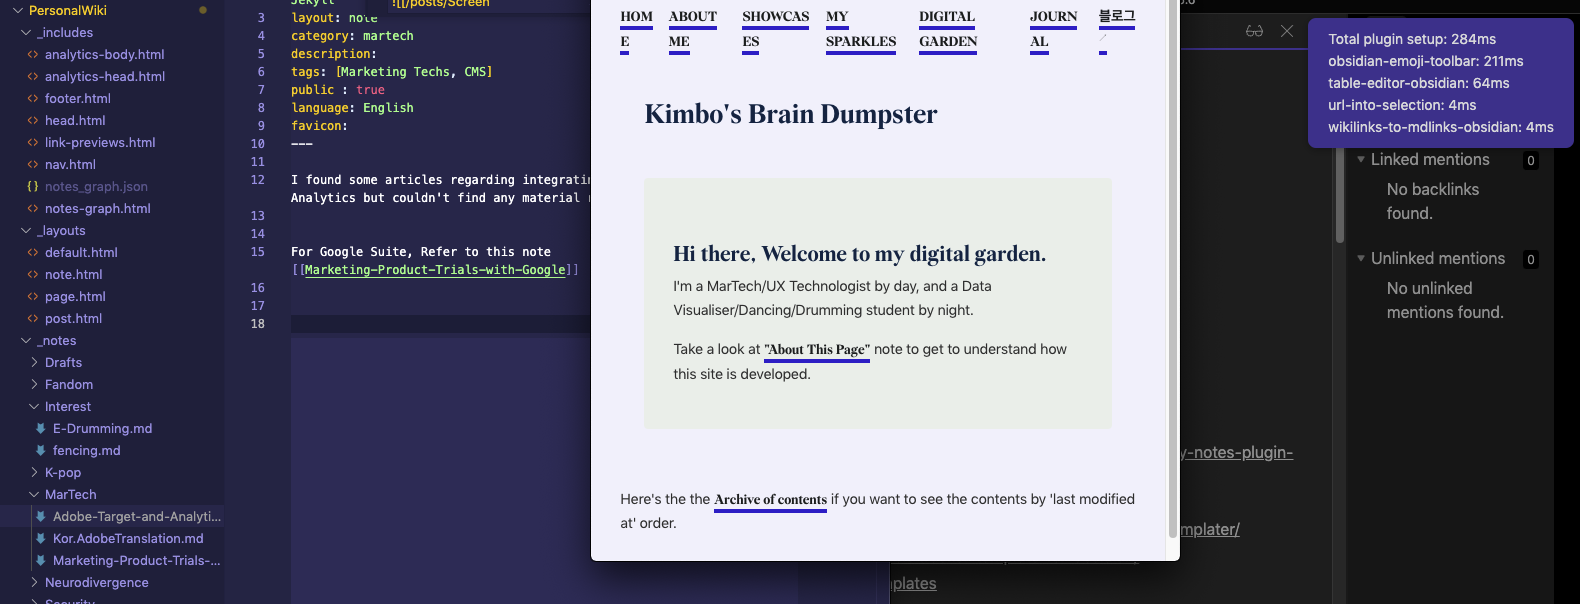 PersonalWiki
_includes
analytics-body.html
analytics-head.html
footer.html
head.html
link-previews.html
nav.html
notes_graph.json
notes-graph.html
_layouts
default.html
note.html
page.html
post.html
_notes
Drafts
Fandom
Interest
E-Drumming.md
fencing.md
K-pop
MarTech
Adobe-Target-and-Analyti...
Kor.AdobeTranslation.md
Marketing-Product-Trials-...
Neurodivergence
Security
Jekyll
![[/posts/Screen
3 layout: note
4 category: martech
5 description:
6 tags: [Marketing Techs, CMS]
7 public : true
8 language: English
9 favicon:
10 ---
11
12 I found some articles regarding integratin
Analytics but couldn't find any material
13
14
15 For Google Suite, Refer to this note
[[Marketing-Product-Trials-with-Google]]
16
17
18
HOM ABOUT SHOWCAS MY DIGITAL JOURN 블로그
E ME ES SPARKLES GARDEN AL
Kimbo's Brain Dumpster
Hi there, Welcome to my digital garden.
I'm a MarTech/UX Technologist by day, and a Data
Visualiser/Dancing/Drumming student by night.
Take a look at "About This Page" note to get to understand how
this site is developed.
Here's the the Archive of contents if you want to see the contents by 'last modified
at' order.
Total plugin setup: 284ms
obsidian-emoji-toolbar: 211ms
table-editor-obsidian: 64ms
url-into-selection: 4ms
wikilinks-to-mdlinks-obsidian: 4ms
Linked mentions 0
No backlinks
found.
Unlinked mentions 0
No unlinked
mentions found.
y-notes-plugin-
mplater/
plates